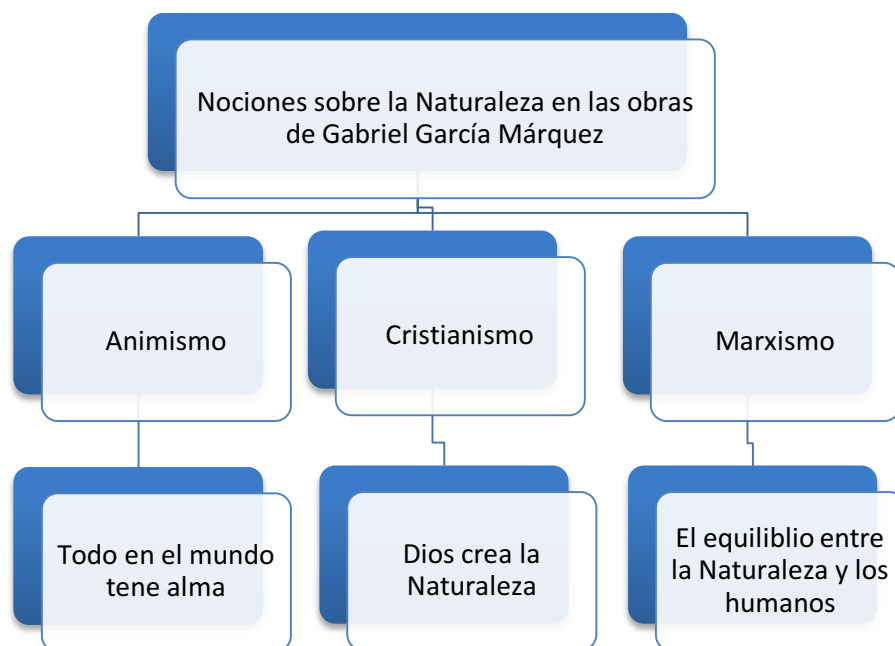 Nociones sobre la Naturaleza en las obras
de Gabriel García Márquez
Animismo
Cristianismo
Marxismo
Todo en el mundo
tene alma
Dios crea la
Naturaleza
El equiliblio entre
la Naturaleza y los
humanos